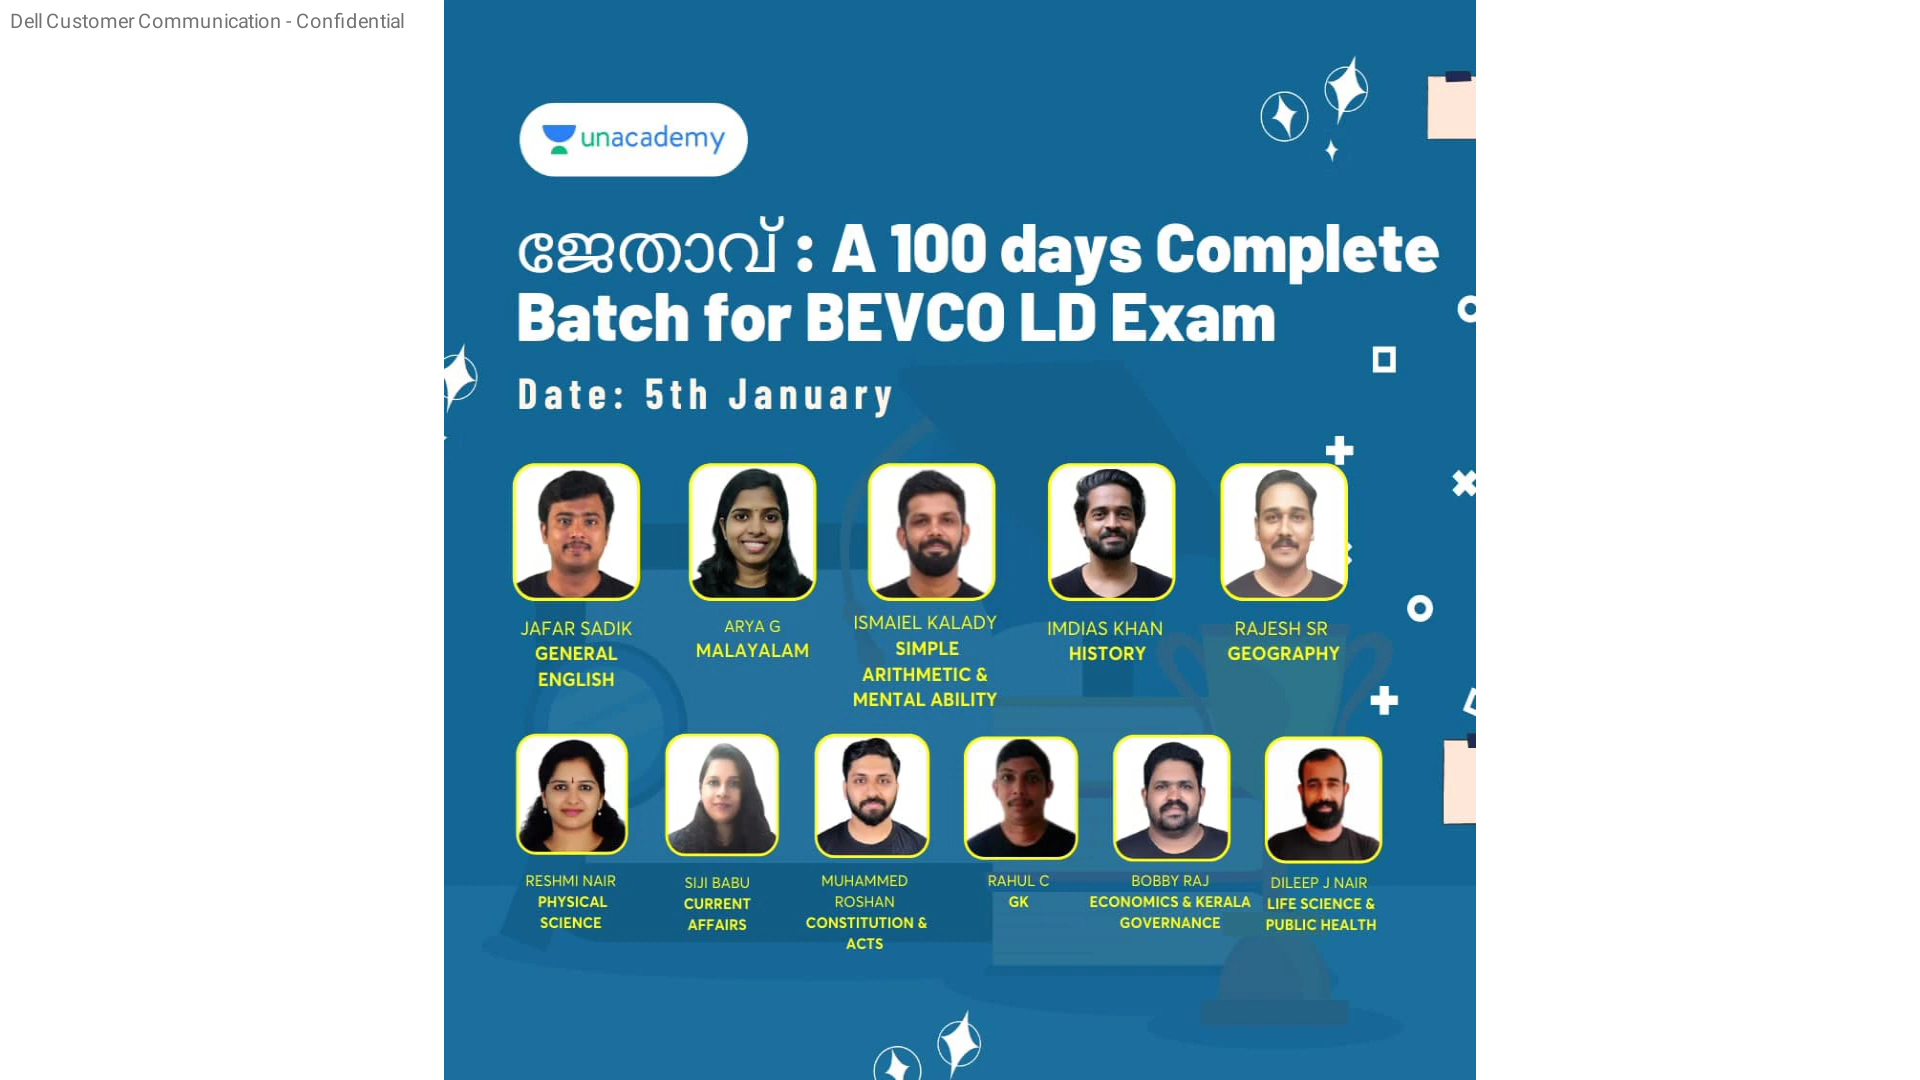 Dell Customer Communication - Confidential
unacademy
ജേതാവ് : A 100 days Complete
Batch for BEVCO LD Exam
Date: 5th January
JAFAR SADIK
GENERAL
ENGLISH
ARYA G
MALAYALAM
ISMAIEL KALADY
SIMPLE
ARITHMETIC &
MENTAL ABILITY
IMDIAS KHAN
HISTORY
RAJESH SR
GEOGRAPHY
RESHMI NAIR
PHYSICAL
SCIENCE
SIJI BABU
CURRENT
AFFAIRS
MUHAMMED
ROSHAN
CONSTITUTION &
ACTS
RAHUL C
GK
BOBBY RAJ
ECONOMICS & KERALA
GOVERNANCE
DILEEP J NAIR
LIFE SCIENCE &
PUBLIC HEALTH